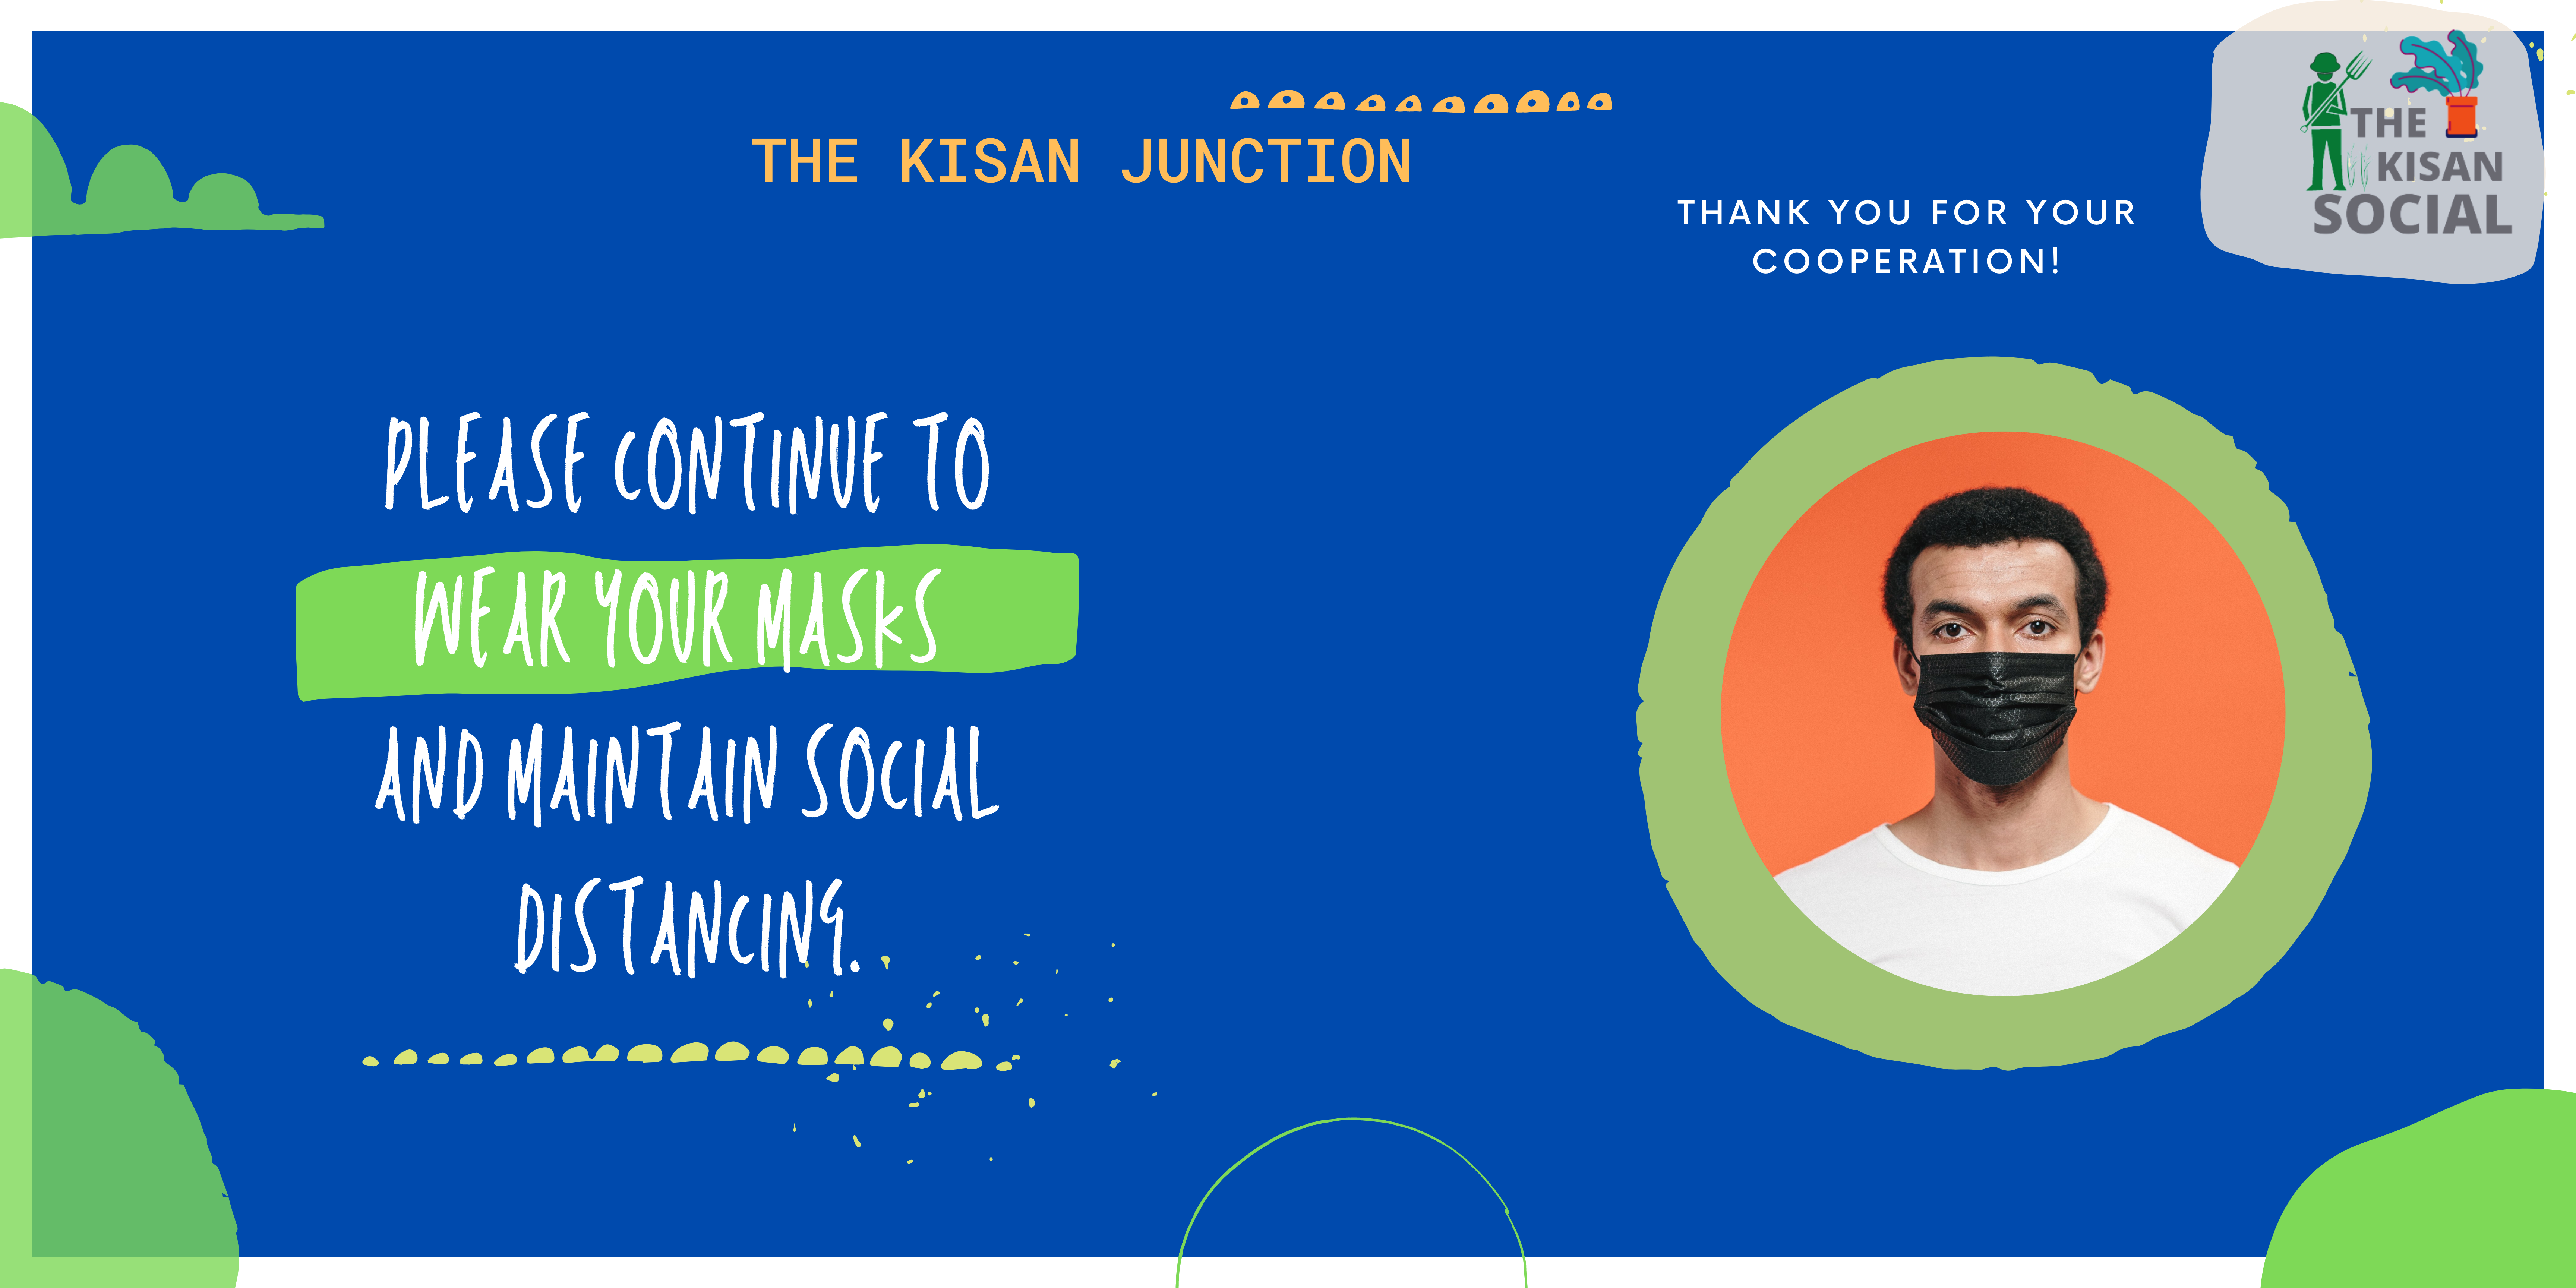 THE KISAN JUNCTION
THANK YOU FOR YOUR
COOPERATION!
THE
KISAN
SOCIAL
PLEASE CONTINUE TO
WEAR YOUR MASKS
AND MAINTAIN SOCIAL
DISTANCING.